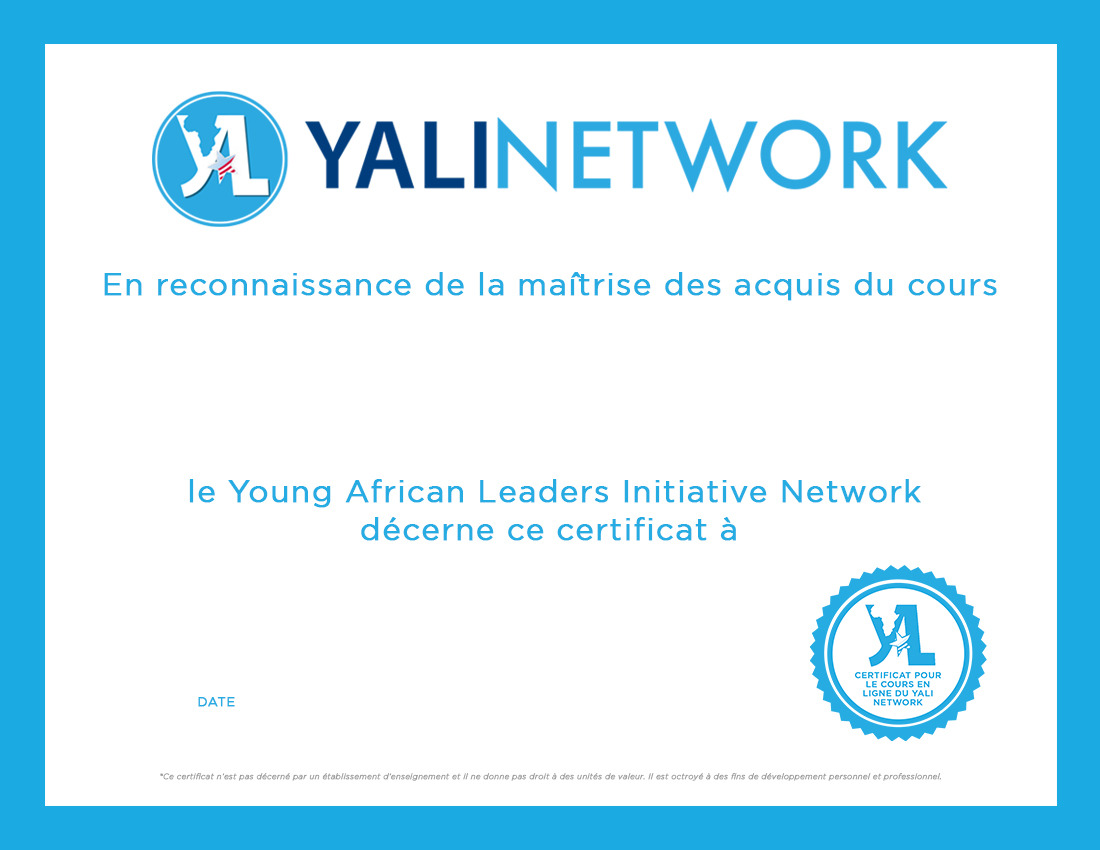 YALINETWORK
En reconnaissance de la maîtrise des acquis du cours
le Young African Leaders Initiative Network
décerne ce certificat à
YAL
CERTIFICAT POUR
LE COURS EN
LIGNE DU YALI
NETWORK
DATE
*Ce certificat n'est pas décerné par un établissement d'enseignement et il ne donne pas droit à des unités de valeur. Il est octroyé à des fins de développement personnel et professionnel.